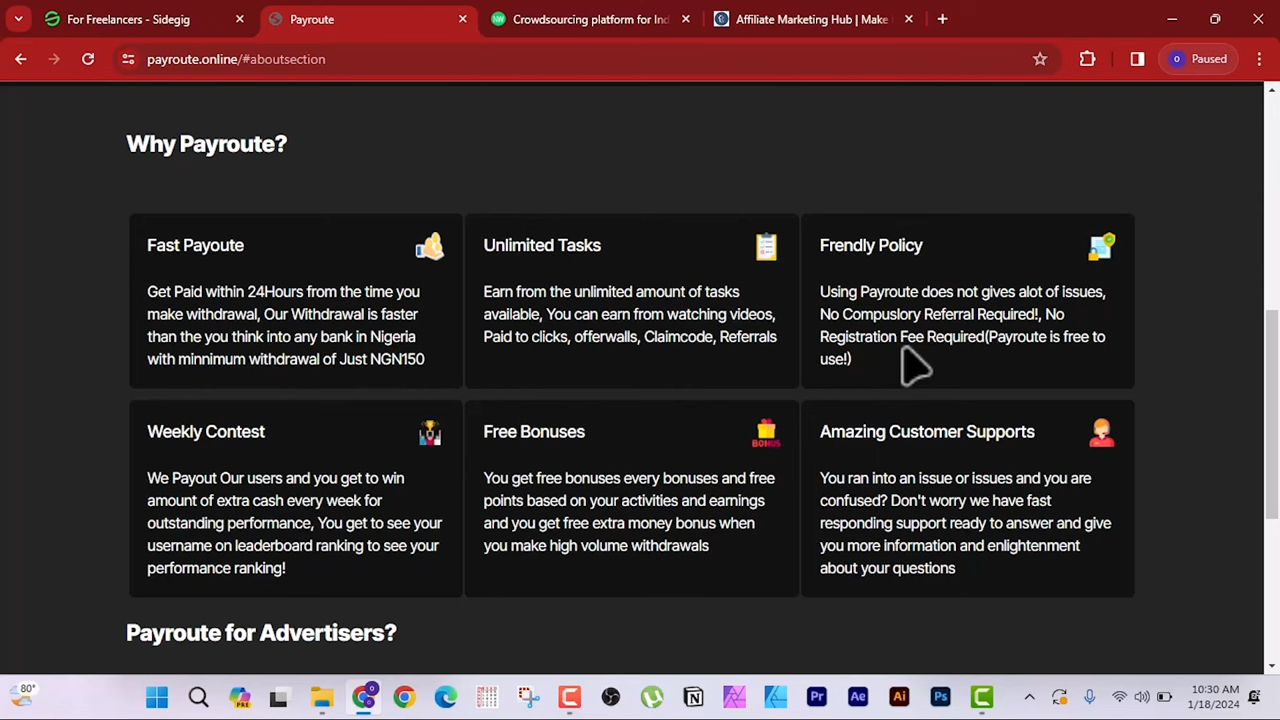 For Freelancers - Sidegig
Payroute
Crowdsourcing platform for Ind
Affiliate Marketing Hub | Make
payroute.online/#aboutsection
Paused
Why Payroute?
Fast Payoute
Get Paid within 24Hours from the time you
make withdrawal, Our Withdrawal is faster
than the you think into any bank in Nigeria
with minnimum withdrawal of Just NGN150
Unlimited Tasks
Earn from the unlimited amount of tasks
available, You can earn from watching videos,
Paid to clicks, offerwalls, Claimcode, Referrals
Frendly Policy
Using Payroute does not gives alot of issues,
No Compuslory Referral Required!, No
Registration Fee Required(Payroute is free to
use!)
Weekly Contest
We Payout Our users and you get to win
amount of extra cash every week for
outstanding performance, You get to see your
username on leaderboard ranking to see your
performance ranking!
Free Bonuses
BONUS
You get free bonuses every bonuses and free
points based on your activities and earnings
and you get free extra money bonus when
you make high volume withdrawals
Amazing Customer Supports
You ran into an issue or issues and you are
confused? Don't worry we have fast
responding support ready to answer and give
you more information and enlightenment
about your questions
Payroute for Advertisers?
80°
PRE
Pr
Ae
Ai
Ps
10:30 AM
1/18/2024